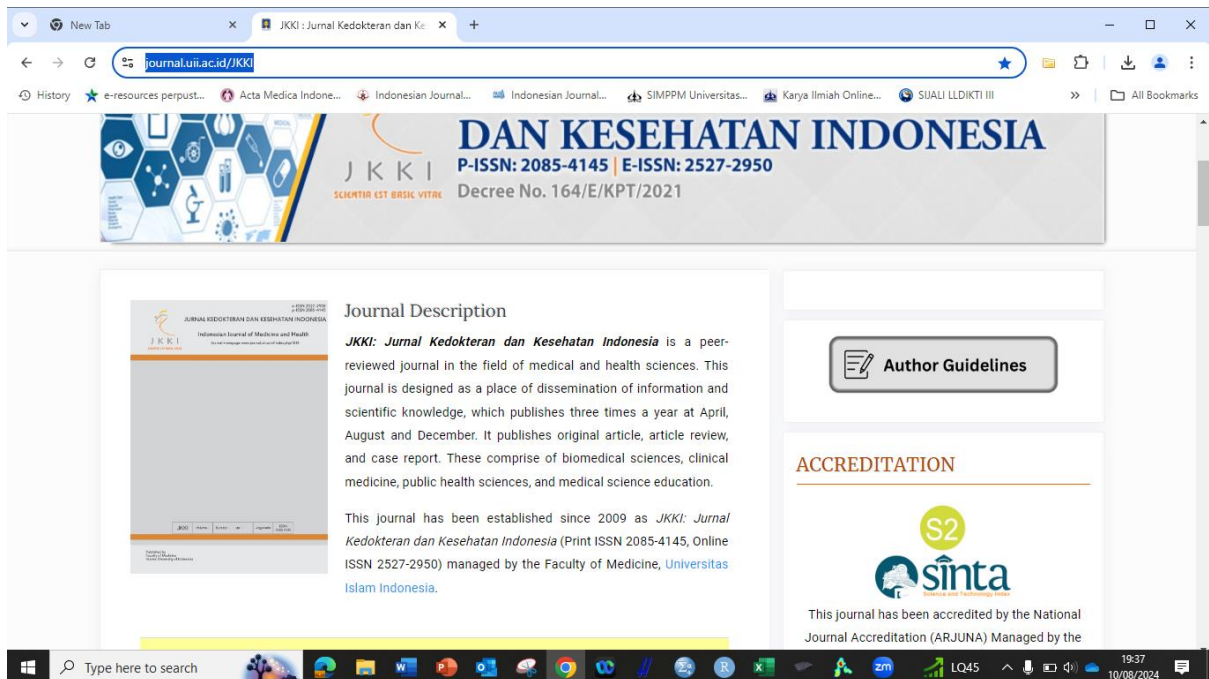 New Tab
JKKI : Jurnal Kedokteran dan Ke
journal.uii.ac.id/JKKI
History
e-resources perpust...
Acta Medica Indone...
Indonesian Journal...
Indonesian Journal...
SIMPPM Universitas...
Karya Ilmiah Online...
SIJALI LLDIKTI III
»
All Bookmarks
DAN KESEHATAN INDONESIA
J K K I
P-ISSN: 2085-4145 | E-ISSN: 2527-2950
SCIENTIA EST BASIC VITAE
Decree No. 164/E/KPT/2021
JURNAL KEDOKTERAN DAN KESEHATAN INDONESIA
Indonesian Journal of Medicine and Health
J K K I
Journal Description
JKKI: Jurnal Kedokteran dan Kesehatan Indonesia is a peer-
reviewed journal in the field of medical and health sciences. This
journal is designed as a place of dissemination of information and
scientific knowledge, which publishes three times a year at April,
August and December. It publishes original article, article review,
and case report. These comprise of biomedical sciences, clinical
medicine, public health sciences, and medical science education.
This journal has been established since 2009 as JKKI: Jurnal
Kedokteran dan Kesehatan Indonesia (Print ISSN 2085-4145, Online
ISSN 2527-2950) managed by the Faculty of Medicine, Universitas
Islam Indonesia.
Author Guidelines
ACCREDITATION
S2
sinta
Science and Technology Index
This journal has been accredited by the National
Journal Accreditation (ARJUNA) Managed by the
Type here to search
LQ45
19:37
10/08/2024